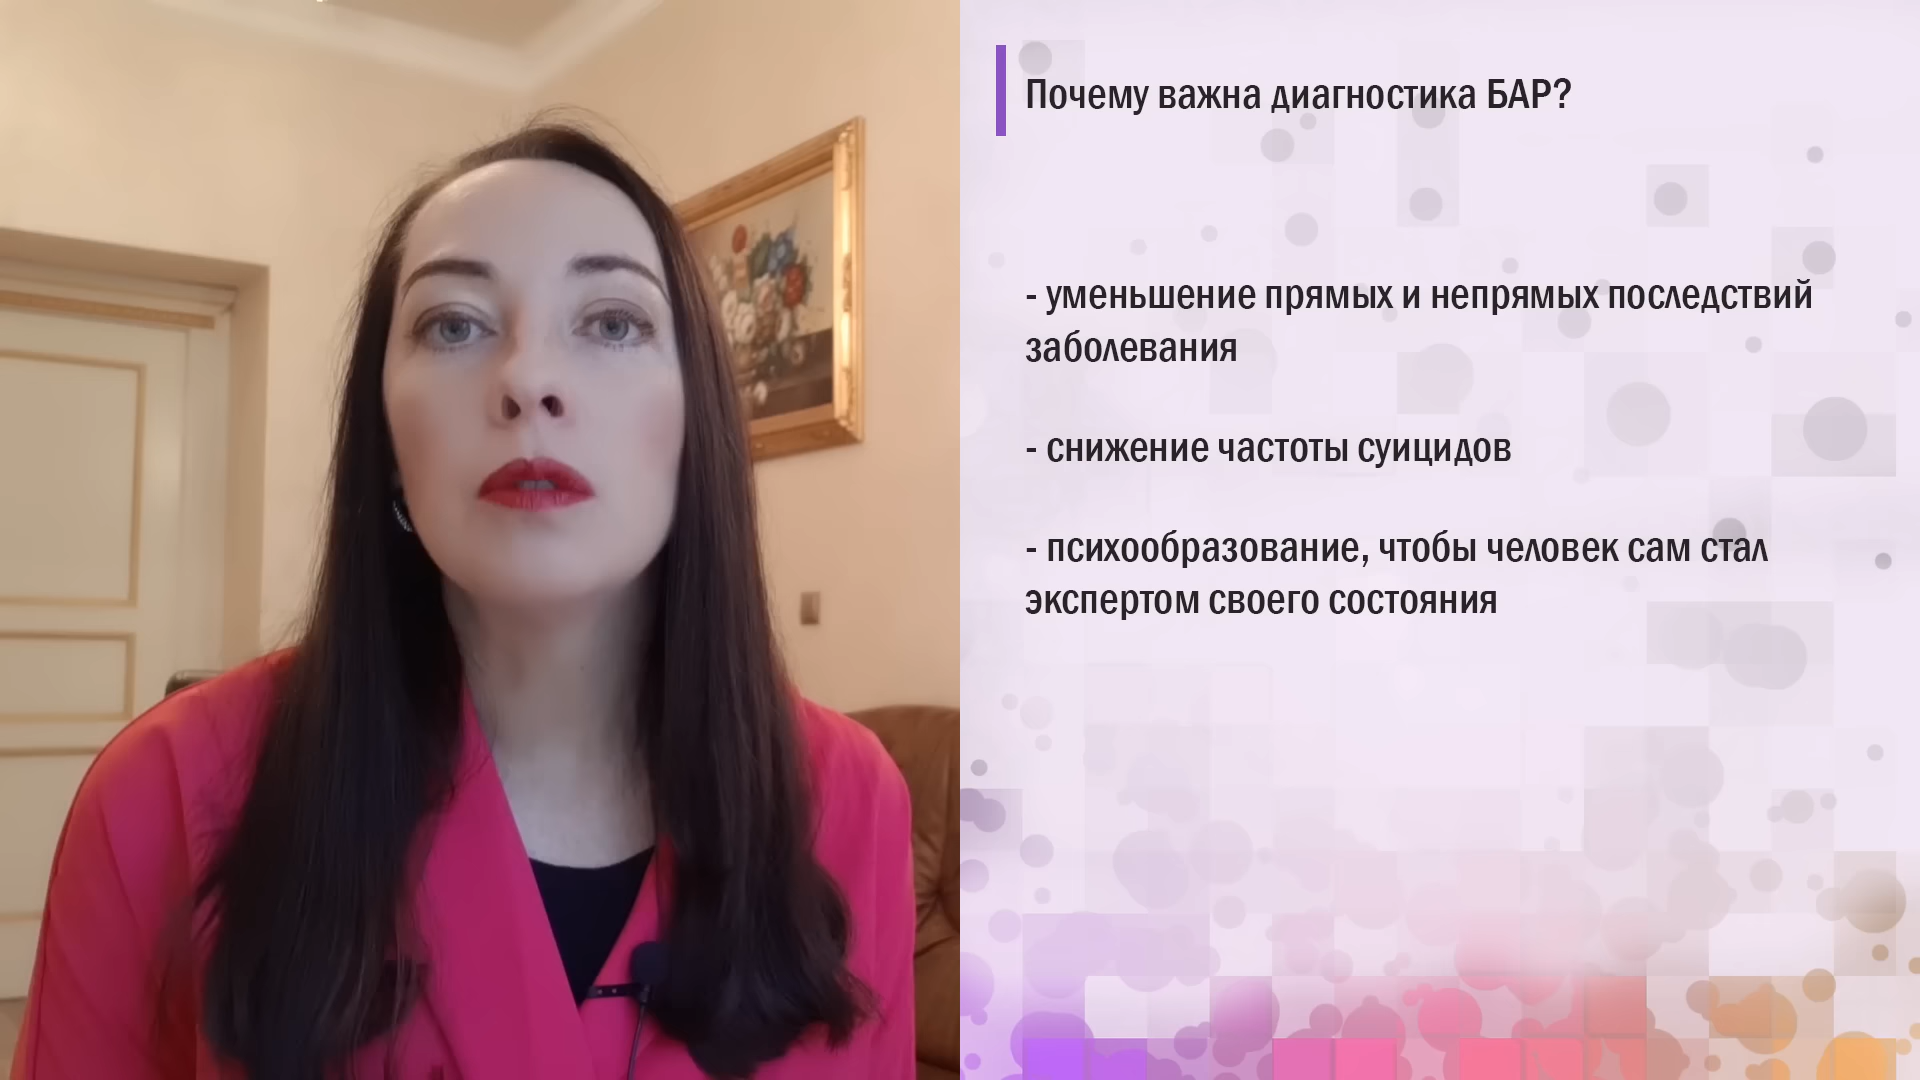 Почему важна диагностика БАР?
- уменьшение прямых и непрямых последствий
заболевания
- снижение частоты суицидов
- психообразование, чтобы человек сам стал
экспертом своего состояния